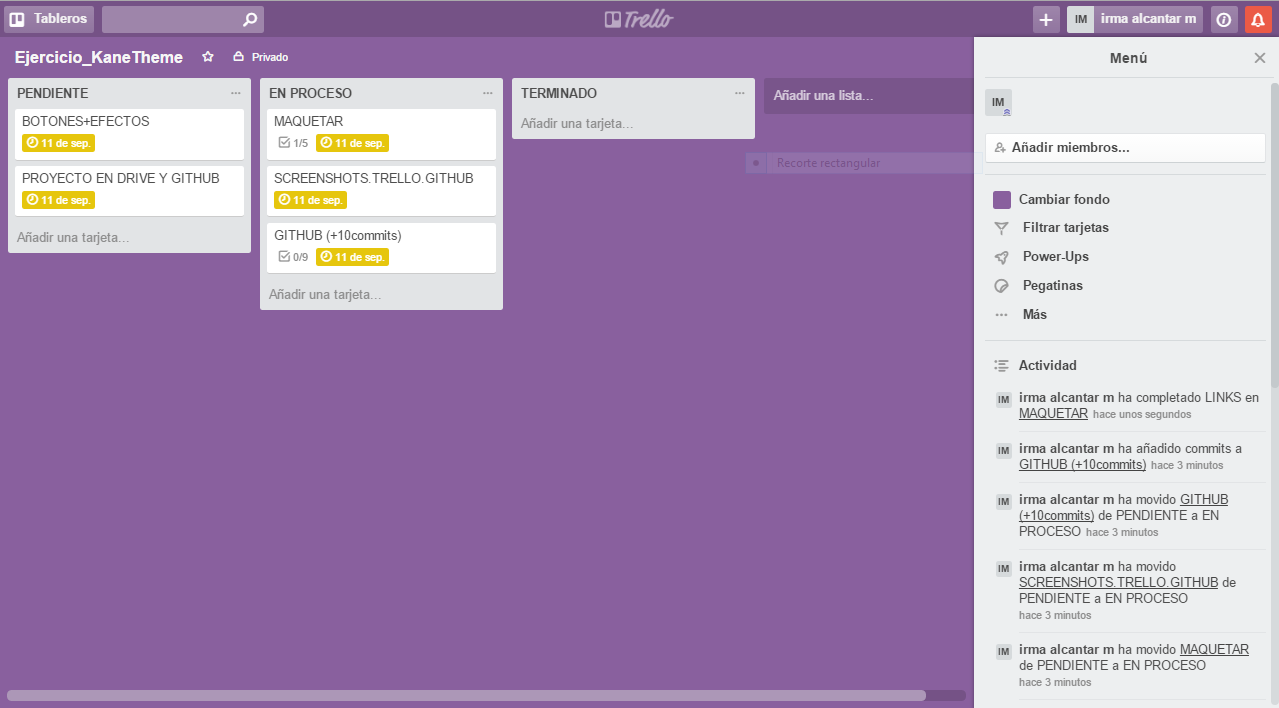 Tableros
Trello
IM irma alcantar m
Ejercicio_KaneTheme
Privado
PENDIENTE
BOTONES+EFECTOS
11 de sep.
PROYECTO EN DRIVE Y GITHUB
11 de sep.
Añadir una tarjeta...
EN PROCESO
MAQUETAR
1/5 11 de sep.
SCREENSHOTS.TRELLO.GITHUB
11 de sep.
GITHUB (+10commits)
0/9 11 de sep.
Añadir una tarjeta...
TERMINADO
Añadir una tarjeta...
Añadir una lista...
Recorte rectangular
Menú
IM
Añadir miembros...
Cambiar fondo
Filtrar tarjetas
Power-Ups
Pegatinas
Más
Actividad
IM irma alcantar m ha completado LINKS en
MAQUETAR hace unos segundos
IM irma alcantar m ha añadido commits a
GITHUB (+10commits) hace 3 minutos
IM irma alcantar m ha movido GITHUB
(+10commits) de PENDIENTE a EN
PROCESO hace 3 minutos
IM irma alcantar m ha movido
SCREENSHOTS.TRELLO.GITHUB de
PENDIENTE a EN PROCESO
hace 3 minutos
IM irma alcantar m ha movido MAQUETAR
de PENDIENTE a EN PROCESO
hace 3 minutos